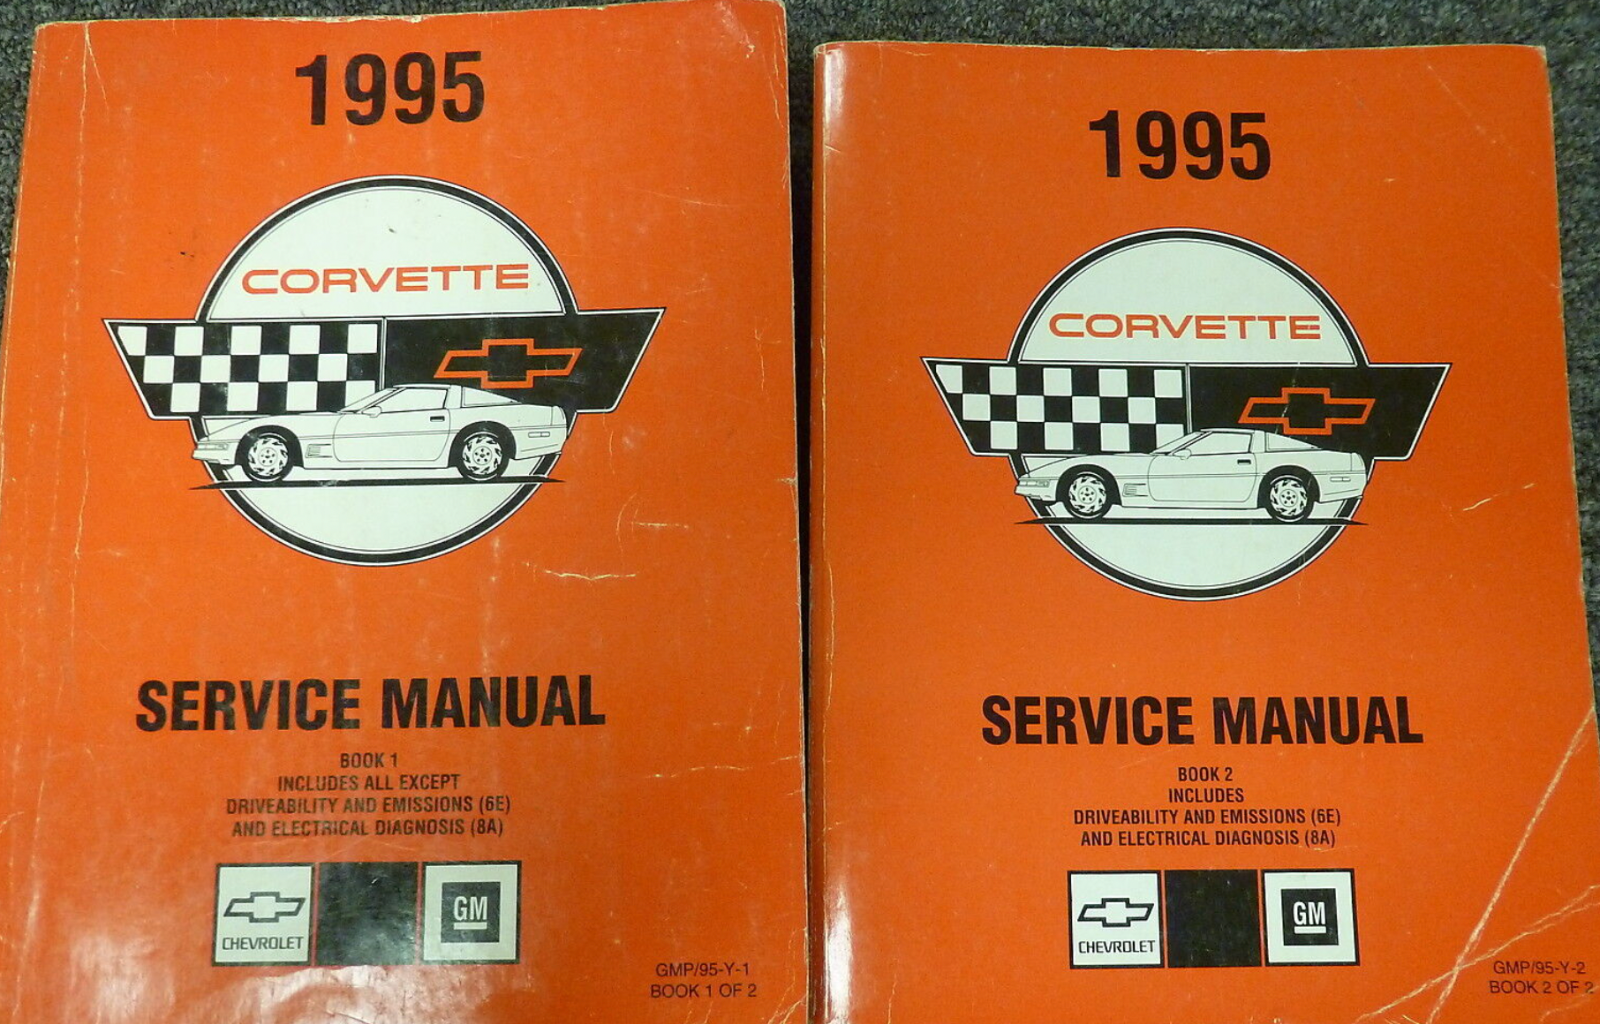 1995
CORVETTE
SERVICE MANUAL
BOOK 1
INCLUDES ALL EXCEPT
DRIVEABILITY AND EMISSIONS (6E)
AND ELECTRICAL DIAGNOSIS (8A)
CHEVROLET
GM
GMP/95-Y-1
BOOK 1 OF 2
1995
CORVETTE
SERVICE MANUAL
BOOK 2
INCLUDES
DRIVEABILITY AND EMISSIONS (6E)
AND ELECTRICAL DIAGNOSIS (8A)
CHEVROLET
GM
GMP/95-Y-2
BOOK 2 OF 2